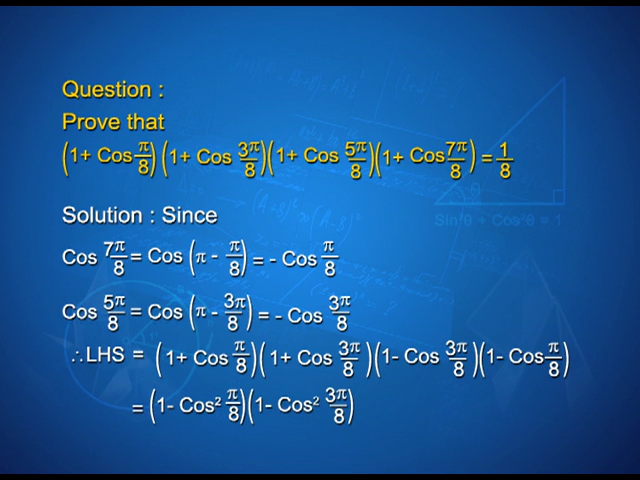 Question :
Prove that
(1+ Cos π/8) (1+ Cos 3π/8)(1+ Cos 5π/8)(1+ Cos 7π/8) = 1/8
Solution : Since
Cos 7π/8 = Cos (π - π/8) = - Cos π/8
Cos 5π/8 = Cos (π - 3π/8) = - Cos 3π/8
∴LHS = (1+ Cos π/8)(1+ Cos 3π/8)(1- Cos 3π/8)(1- Cos π/8)
= (1- Cos² π/8)(1- Cos² 3π/8)
Sin²θ + Cos²θ = 1